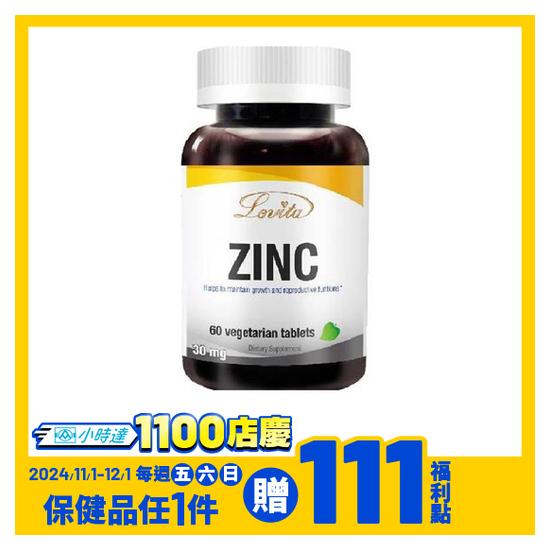 Lovita
ZINC
Helps to maintain growth and reproductive funtions*
60 vegetarian tablets
Dietary Supplement
30 mg
小時達 1100店慶
2024/11/1-12/1 每週五六日
保健品任1件 贈 111 福利點